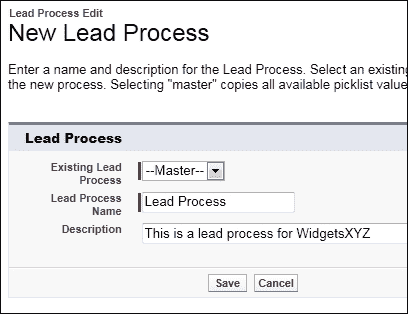 Lead Process Edit
New Lead Process
Enter a name and description for the Lead Process. Select an existing
the new process. Selecting "master" copies all available picklist value
Lead Process
Existing Lead
Process
--Master--
Lead Process
Name
Lead Process
Description
This is a lead process for WidgetsXYZ
Save
Cancel